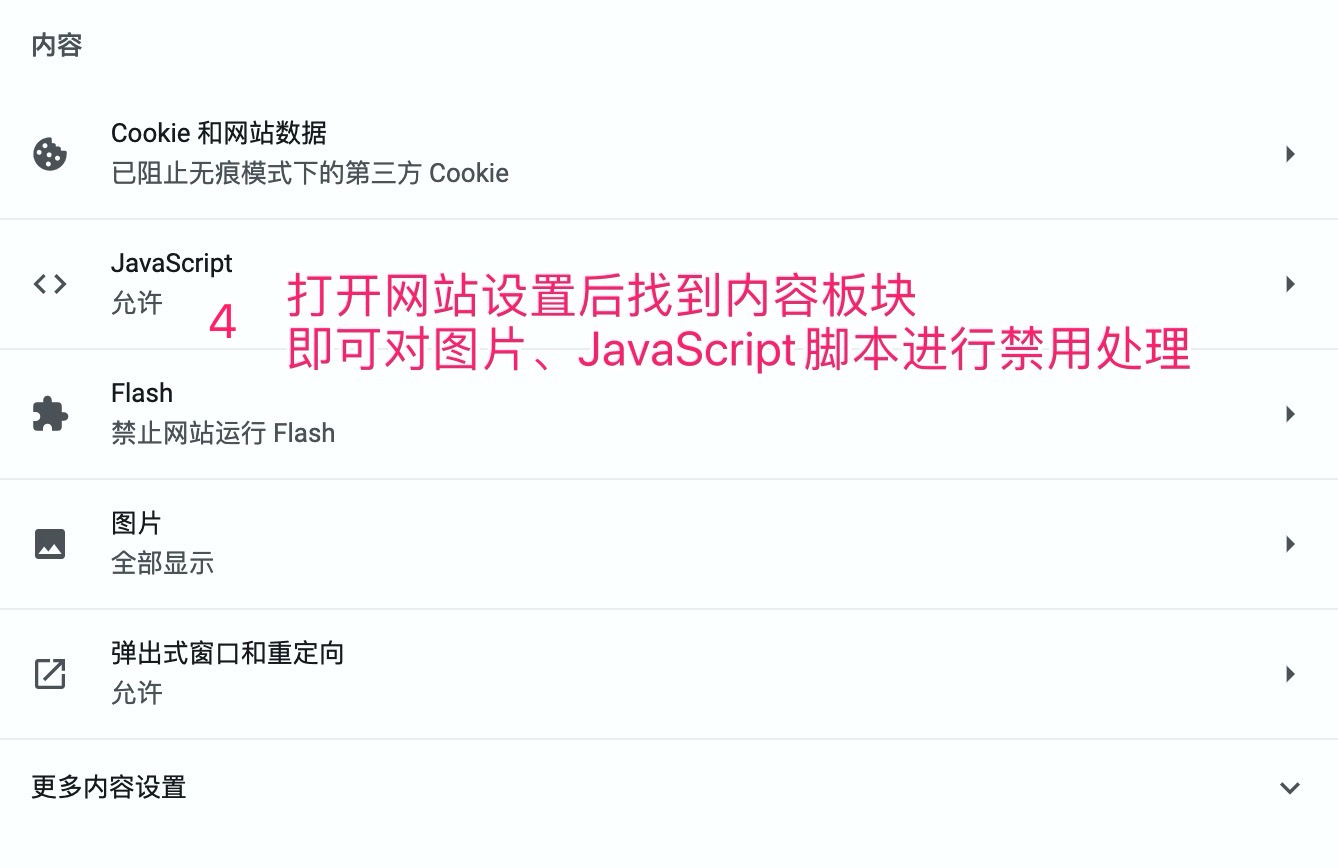 内容
Cookie 和网站数据
已阻止无痕模式下的第三方 Cookie
JavaScript
允许
4
打开网站设置后找到内容板块
即可对图片、JavaScript脚本进行禁用处理
Flash
禁止网站运行 Flash
图片
全部显示
弹出式窗口和重定向
允许
更多内容设置